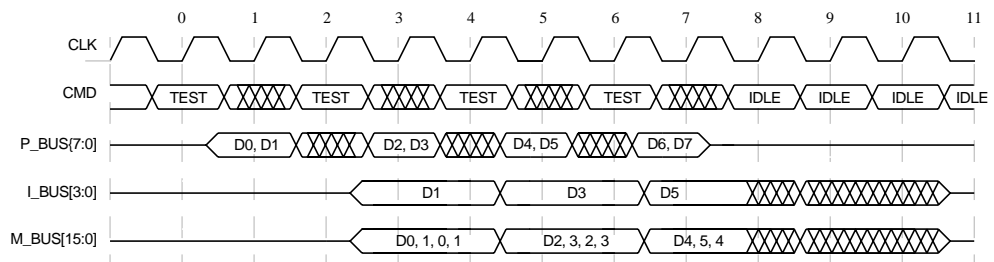 0 1 2 3 4 5 6 7 8 9 10 11
CLK
CMD TEST TEST TEST TEST IDLE IDLE IDLE IDLE
P_BUS[7:0] D0, D1 D2, D3 D4, D5 D6, D7
I_BUS[3:0] D1 D3 D5
M_BUS[15:0] D0, 1, 0, 1 D2, 3, 2, 3 D4, 5, 4